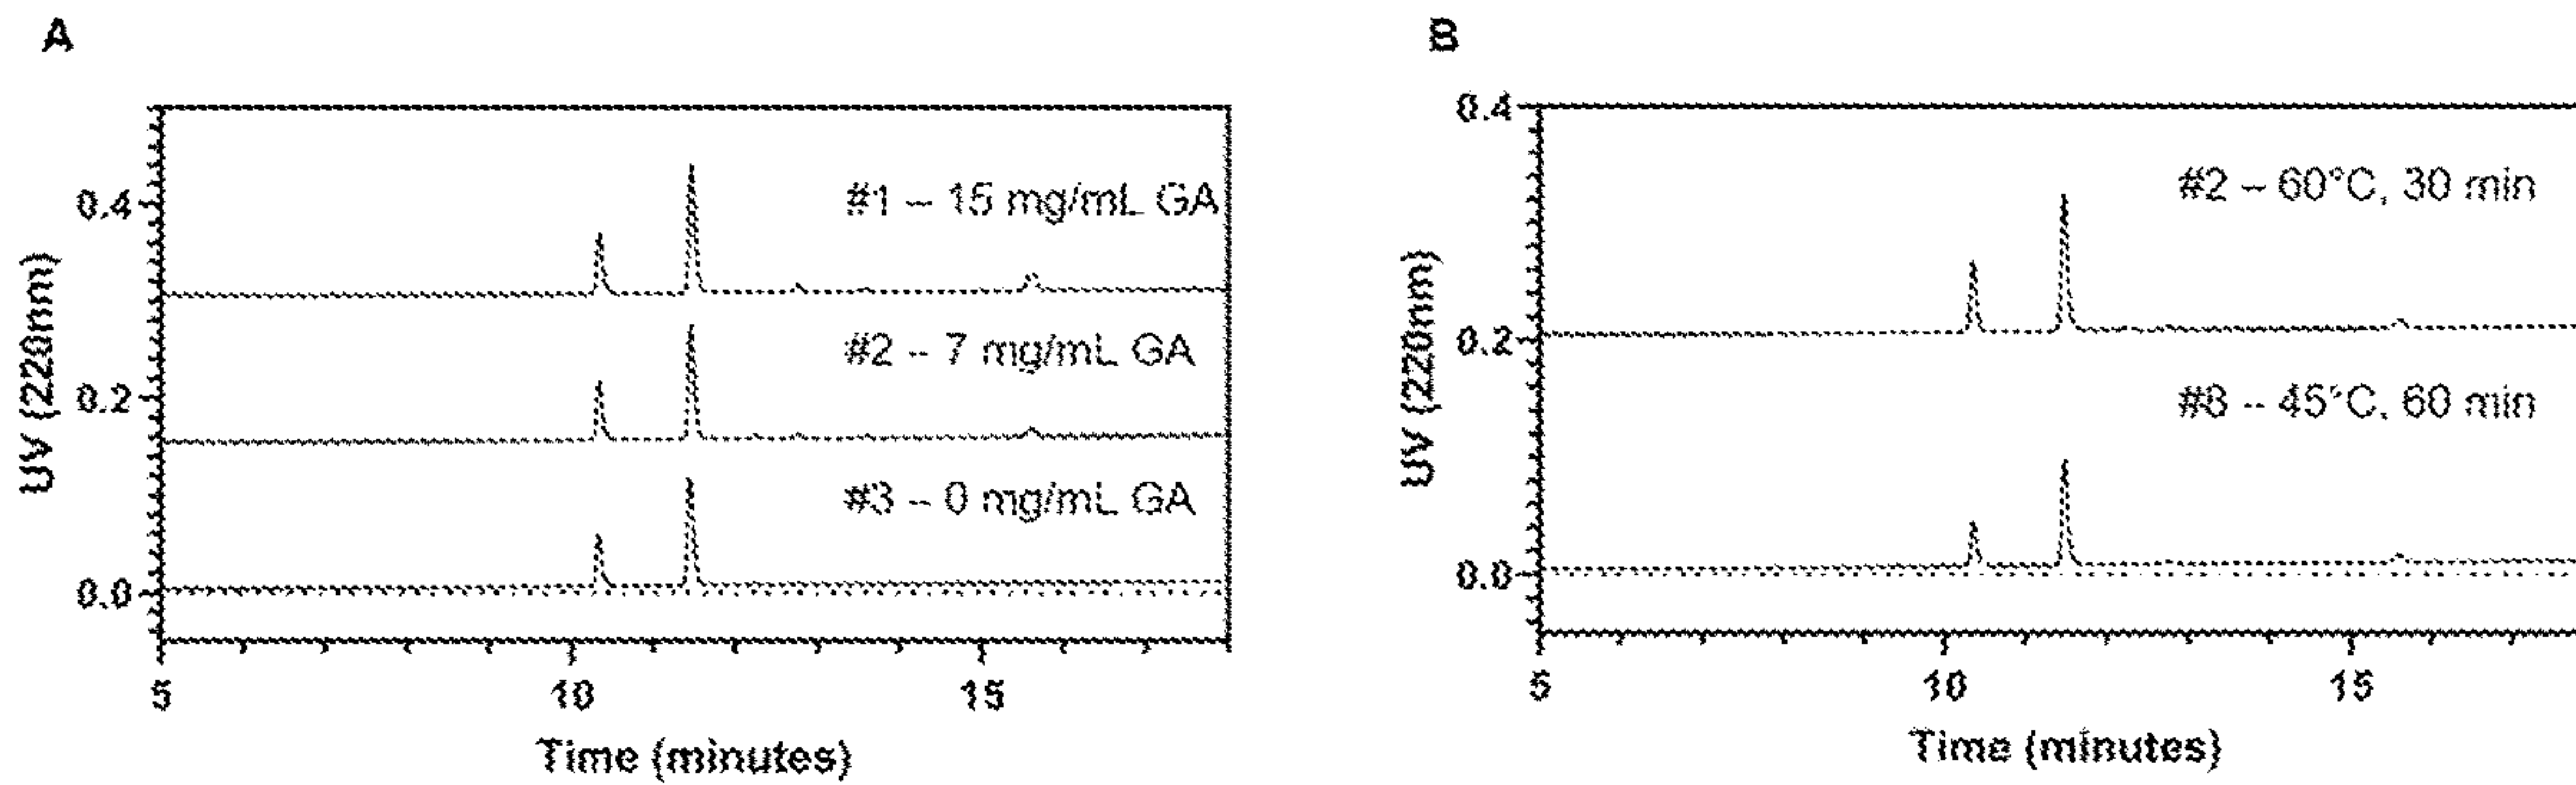 A
B
UV (220nm)
0.4
0.2
0.0
#1 – 15 mg/mL GA
#2 – 7 mg/mL GA
#3 – 0 mg/mL GA
5
10
15
Time (minutes)
UV (220nm)
0.4
0.2
0.0
#2 – 60°C, 30 min
#8 – 45°C, 60 min
5
10
15
Time (minutes)